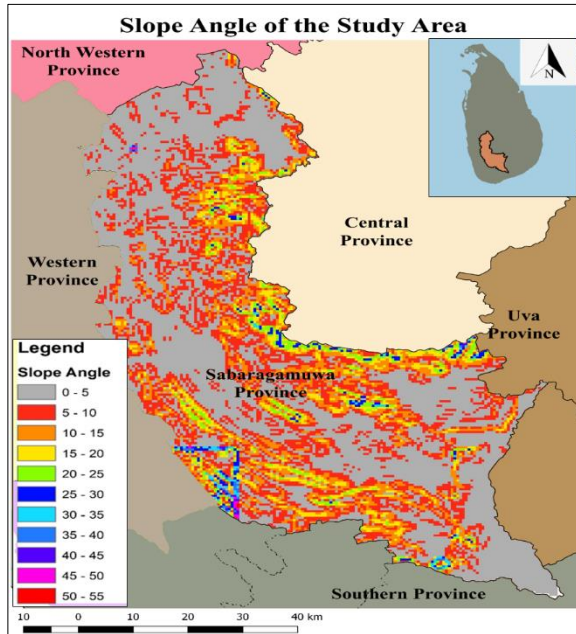 Slope Angle of the Study Area
North Western
Province
N
Central
Province
Western
Province
Uva
Province
Sabaragamuwa
Province
Legend
Slope Angle
0 - 5
5 - 10
10 - 15
15 - 20
20 - 25
25 - 30
30 - 35
35 - 40
40 - 45
45 - 50
50 - 55
Southern Province
10 0 10 20 30 40 km